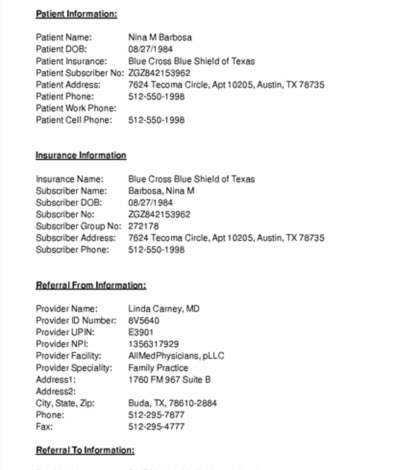 Patient Information:
Patient Name: Nina M Barbosa
Patient DOB: 08/27/1984
Patient Insurance: Blue Cross Blue Shield of Texas
Patient Subscriber No: ZGZ842153962
Patient Address: 7624 Tecoma Circle, Apt 10205, Austin, TX 78735
Patient Phone: 512-550-1998
Patient Work Phone:
Patient Cell Phone: 512-550-1998
Insurance Information
Insurance Name: Blue Cross Blue Shield of Texas
Subscriber Name: Barbosa, Nina M
Subscriber DOB: 08/27/1984
Subscriber No: ZGZ842153962
Subscriber Group No: 272178
Subscriber Address: 7624 Tecoma Circle, Apt 10205, Austin, TX 78735
Subscriber Phone: 512-550-1998
Referral From Information:
Provider Name: Linda Carney, MD
Provider ID Number: 8V5640
Provider UPIN: E3901
Provider NPI: 1356317929
Provider Facility: AllMedPhysicians, pLLC
Provider Speciality: Family Practice
Address1: 1760 FM 967 Suite B
Address2:
City, State, Zip: Buda, TX, 78610-2884
Phone: 512-295-7877
Fax: 512-295-4777
Referral To Information: